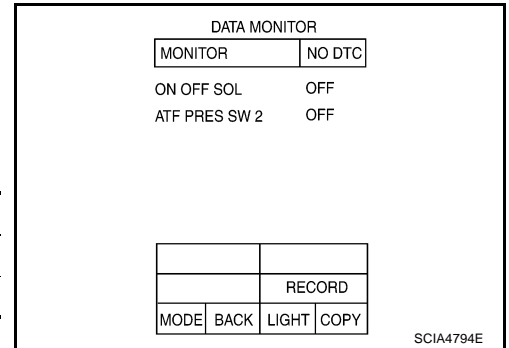 DATA MONITOR
MONITOR NO DTC
ON OFF SOL OFF
ATF PRES SW 2 OFF
RECORD
MODE BACK LIGHT COPY
SCIA4794E